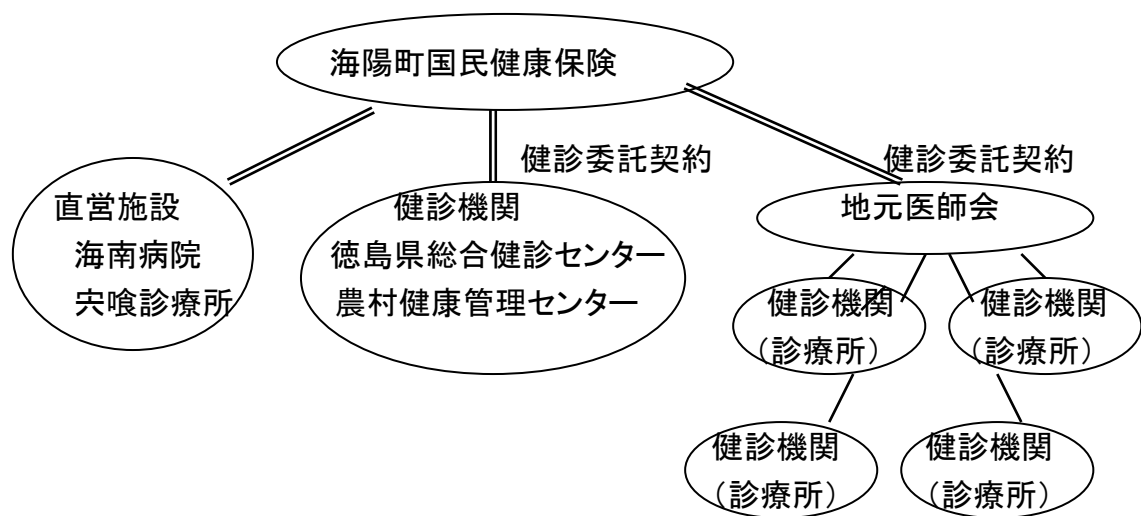 海陽町国民健康保険
健診委託契約
健診委託契約
直営施設
海南病院
宍喰診療所
健診機関
徳島県総合健診センター
農村健康管理センター
地元医師会
健診機関
（診療所）
健診機関
（診療所）
健診機関
（診療所）
健診機関
（診療所）